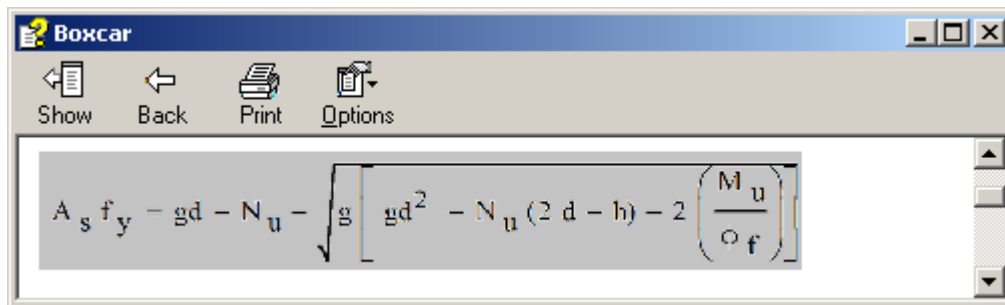 Boxcar
Show Back Print Options
A s f y - gd - N u - √ g [ gd² - N u (2 d - h) - 2 ( M u / φ f ) ]